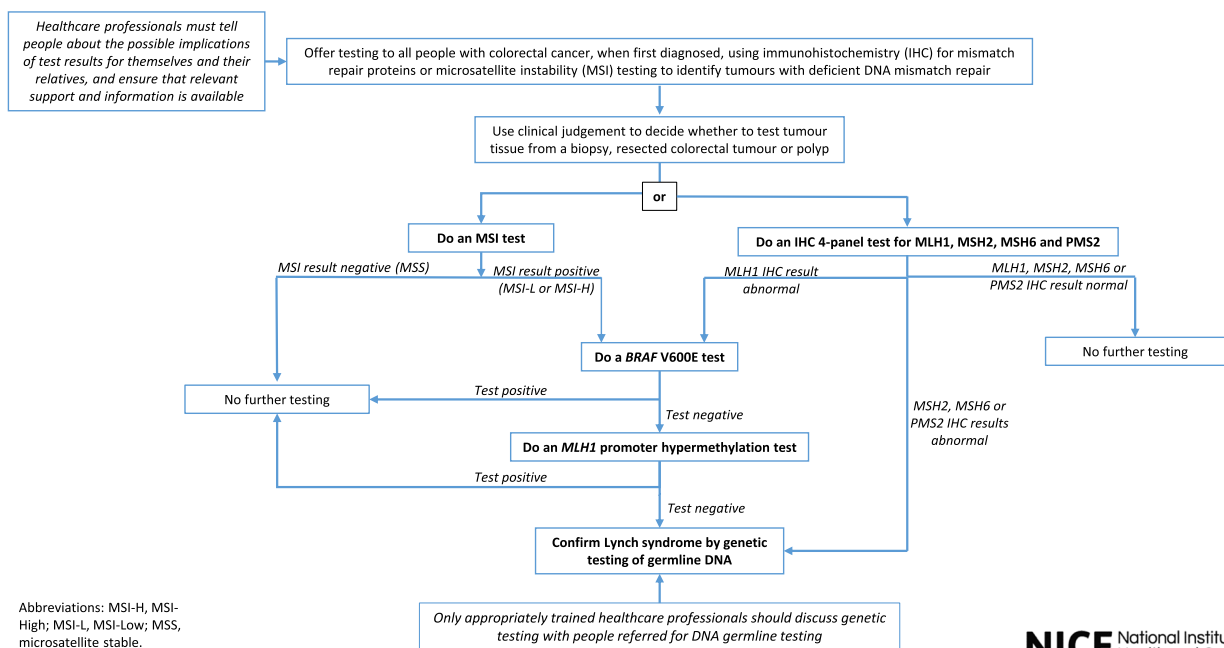 Healthcare professionals must tell
people about the possible implications
of test results for themselves and their
relatives, and ensure that relevant
support and information is available
Offer testing to all people with colorectal cancer, when first diagnosed, using immunohistochemistry (IHC) for mismatch
repair proteins or microsatellite instability (MSI) testing to identify tumours with deficient DNA mismatch repair
Use clinical judgement to decide whether to test tumour
tissue from a biopsy, resected colorectal tumour or polyp
or
Do an MSI test
Do an IHC 4-panel test for MLH1, MSH2, MSH6 and PMS2
MSI result negative (MSS)
MSI result positive
(MSI-L or MSI-H)
MLH1 IHC result
abnormal
MLH1, MSH2, MSH6 or
PMS2 IHC result normal
Do a BRAF V600E test
No further testing
No further testing
Test positive
Test negative
MSH2, MSH6 or
PMS2 IHC results
abnormal
Do an MLH1 promoter hypermethylation test
Test positive
Test negative
Confirm Lynch syndrome by genetic
testing of germline DNA
Only appropriately trained healthcare professionals should discuss genetic
testing with people referred for DNA germline testing
Abbreviations: MSI-H, MSI-
High; MSI-L, MSI-Low; MSS,
microsatellite stable.
NICE National